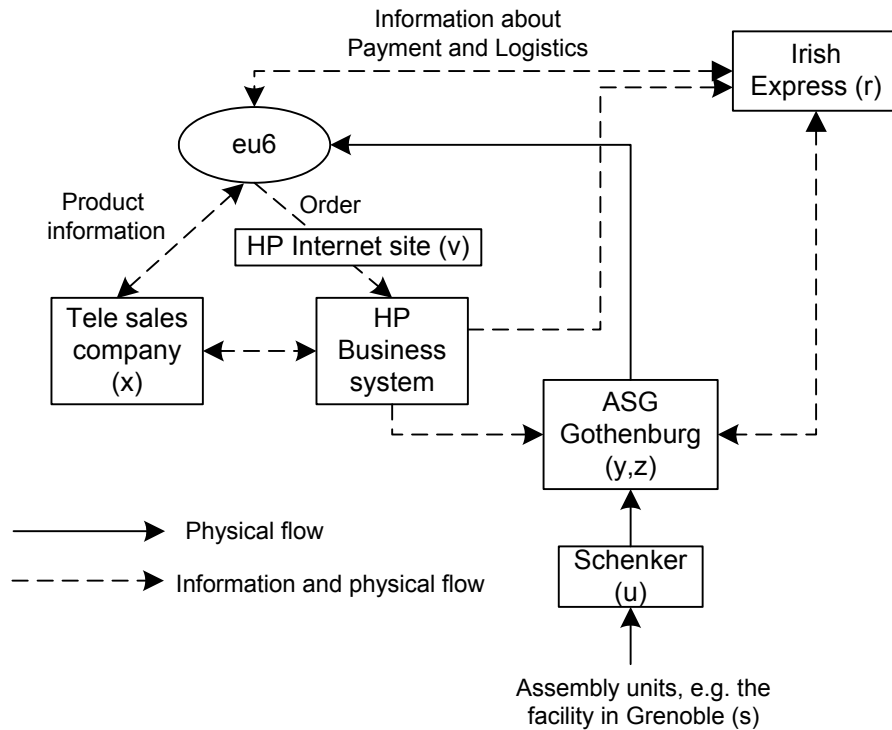 Information about
Payment and Logistics
Irish
Express (r)
eu6
Product
information
Order
HP Internet site (v)
Tele sales
company
(x)
HP
Business
system
ASG
Gothenburg
(y,z)
Physical flow
Information and physical flow
Schenker
(u)
Assembly units, e.g. the
facility in Grenoble (s)